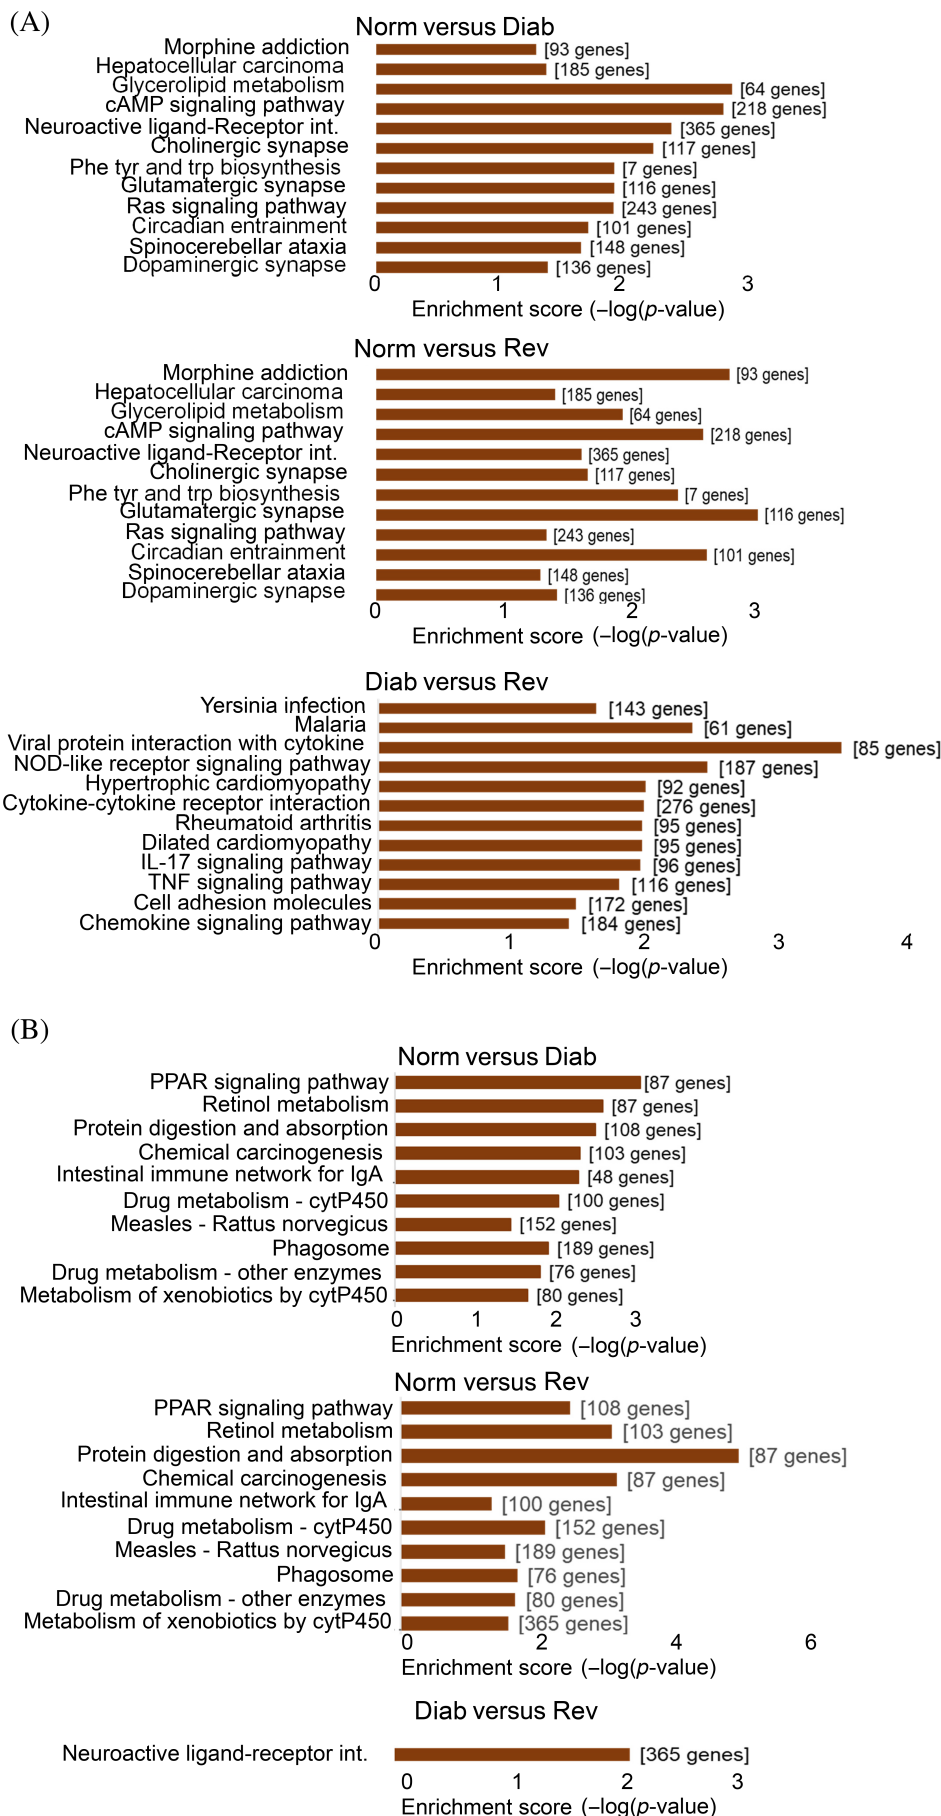 (A)
Norm versus Diab
Morphine addiction [93 genes]
Hepatocellular carcinoma [185 genes]
Glycerolipid metabolism [64 genes]
cAMP signaling pathway [218 genes]
Neuroactive ligand-Receptor int. [365 genes]
Cholinergic synapse [117 genes]
Phe tyr and trp biosynthesis [7 genes]
Glutamatergic synapse [116 genes]
Ras signaling pathway [243 genes]
Circadian entrainment [101 genes]
Spinocerebellar ataxia [148 genes]
Dopaminergic synapse [136 genes]
0 1 2 3
Enrichment score (–log(p-value)
Norm versus Rev
Morphine addiction [93 genes]
Hepatocellular carcinoma [185 genes]
Glycerolipid metabolism [64 genes]
cAMP signaling pathway [218 genes]
Neuroactive ligand-Receptor int. [365 genes]
Cholinergic synapse [117 genes]
Phe tyr and trp biosynthesis [7 genes]
Glutamatergic synapse [116 genes]
Ras signaling pathway [243 genes]
Circadian entrainment [101 genes]
Spinocerebellar ataxia [148 genes]
Dopaminergic synapse [136 genes]
0 1 2 3
Enrichment score (–log(p-value)
Diab versus Rev
Yersinia infection [143 genes]
Malaria [61 genes]
Viral protein interaction with cytokine [85 genes]
NOD-like receptor signaling pathway [187 genes]
Hypertrophic cardiomyopathy [92 genes]
Cytokine-cytokine receptor interaction [276 genes]
Rheumatoid arthritis [95 genes]
Dilated cardiomyopathy [95 genes]
IL-17 signaling pathway [96 genes]
TNF signaling pathway [116 genes]
Cell adhesion molecules [172 genes]
Chemokine signaling pathway [184 genes]
0 1 2 3 4
Enrichment score (–log(p-value)
(B)
Norm versus Diab
PPAR signaling pathway [87 genes]
Retinol metabolism [87 genes]
Protein digestion and absorption [108 genes]
Chemical carcinogenesis [103 genes]
Intestinal immune network for IgA [48 genes]
Drug metabolism - cytP450 [100 genes]
Measles - Rattus norvegicus [152 genes]
Phagosome [189 genes]
Drug metabolism - other enzymes [76 genes]
Metabolism of xenobiotics by cytP450 [80 genes]
0 1 2 3
Enrichment score (–log(p-value)
Norm versus Rev
PPAR signaling pathway [108 genes]
Retinol metabolism [103 genes]
Protein digestion and absorption [87 genes]
Chemical carcinogenesis [87 genes]
Intestinal immune network for IgA [100 genes]
Drug metabolism - cytP450 [152 genes]
Measles - Rattus norvegicus [189 genes]
Phagosome [76 genes]
Drug metabolism - other enzymes [80 genes]
Metabolism of xenobiotics by cytP450 [365 genes]
0 2 4 6
Enrichment score (–log(p-value)
Diab versus Rev
Neuroactive ligand-receptor int. [365 genes]
0 1 2 3
Enrichment score (–log(p-value)